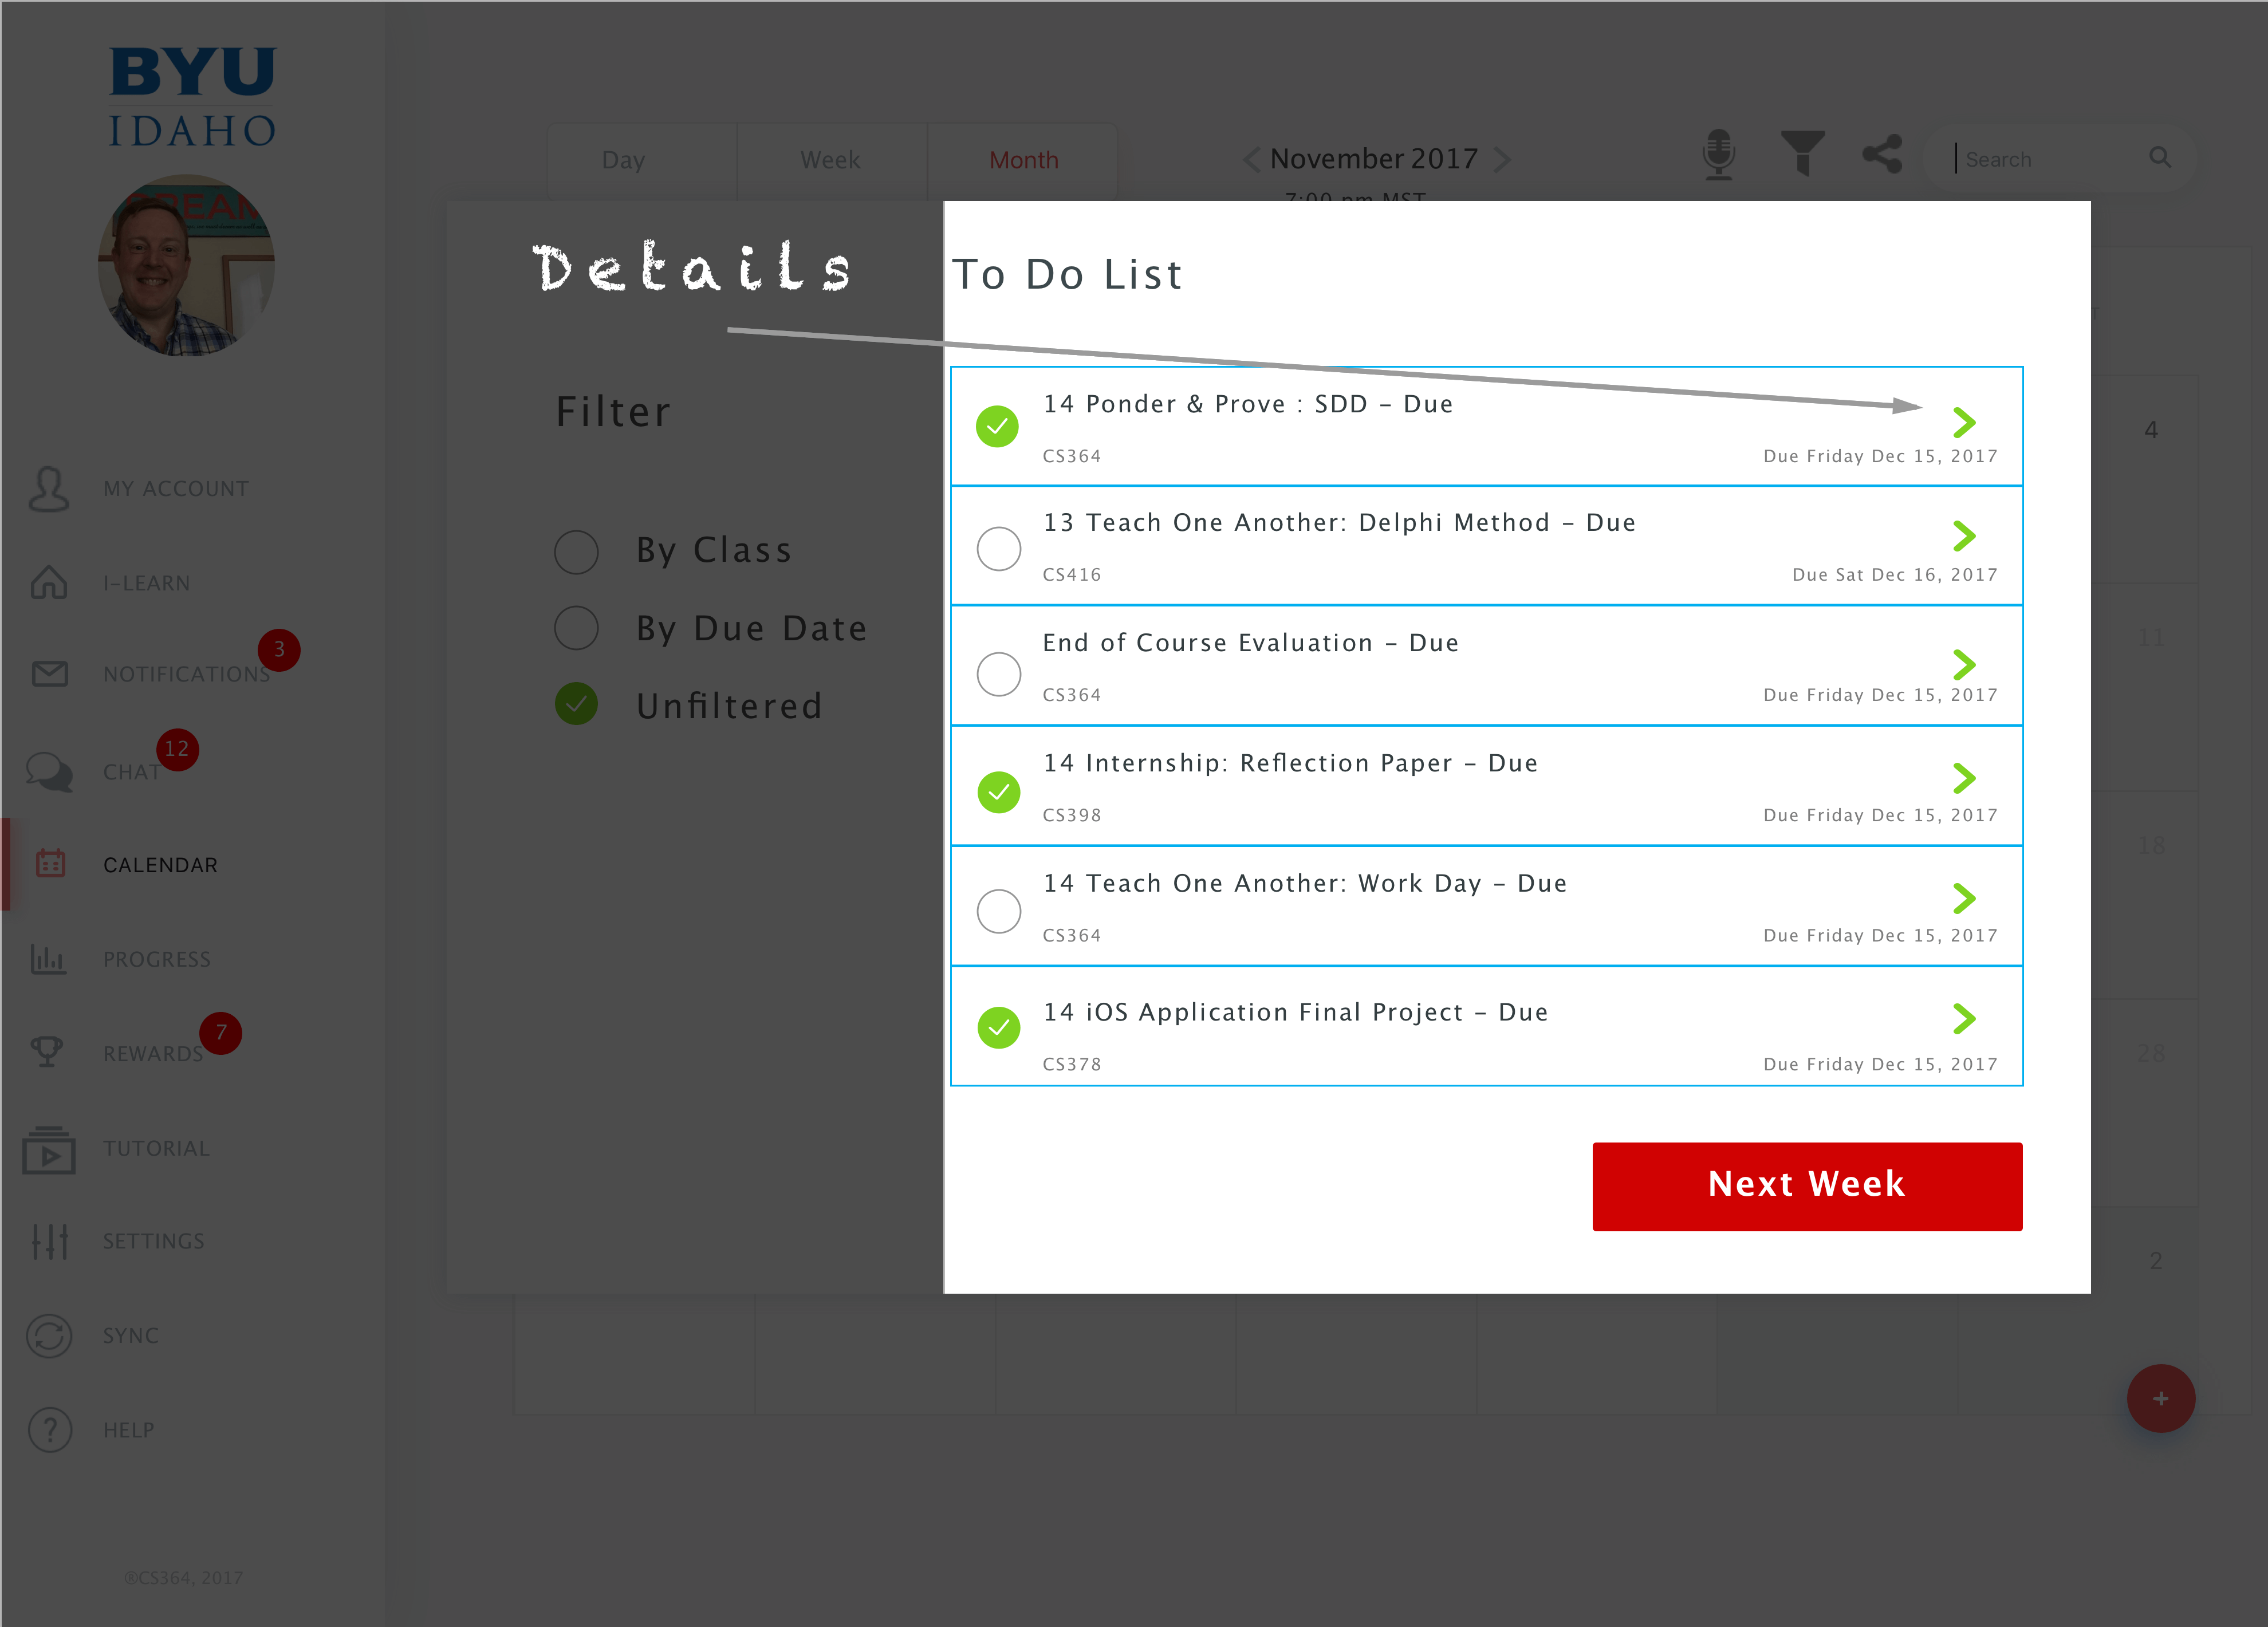 BYU
IDAHO
DREAM
MY ACCOUNT
I-LEARN
NOTIFICATIONS
3
CHAT
12
CALENDAR
PROGRESS
REWARDS
7
TUTORIAL
SETTINGS
SYNC
HELP
®CS364, 2017
Day
Week
Month
November 2017
7:00 pm MST
Search
Details
Filter
By Class
By Due Date
Unfiltered
To Do List
14 Ponder & Prove : SDD – Due
CS364
Due Friday Dec 15, 2017
13 Teach One Another: Delphi Method – Due
CS416
Due Sat Dec 16, 2017
End of Course Evaluation – Due
CS364
Due Friday Dec 15, 2017
14 Internship: Reflection Paper – Due
CS398
Due Friday Dec 15, 2017
14 Teach One Another: Work Day – Due
CS364
Due Friday Dec 15, 2017
14 iOS Application Final Project – Due
CS378
Due Friday Dec 15, 2017
Next Week
T
4
11
18
28
2
+